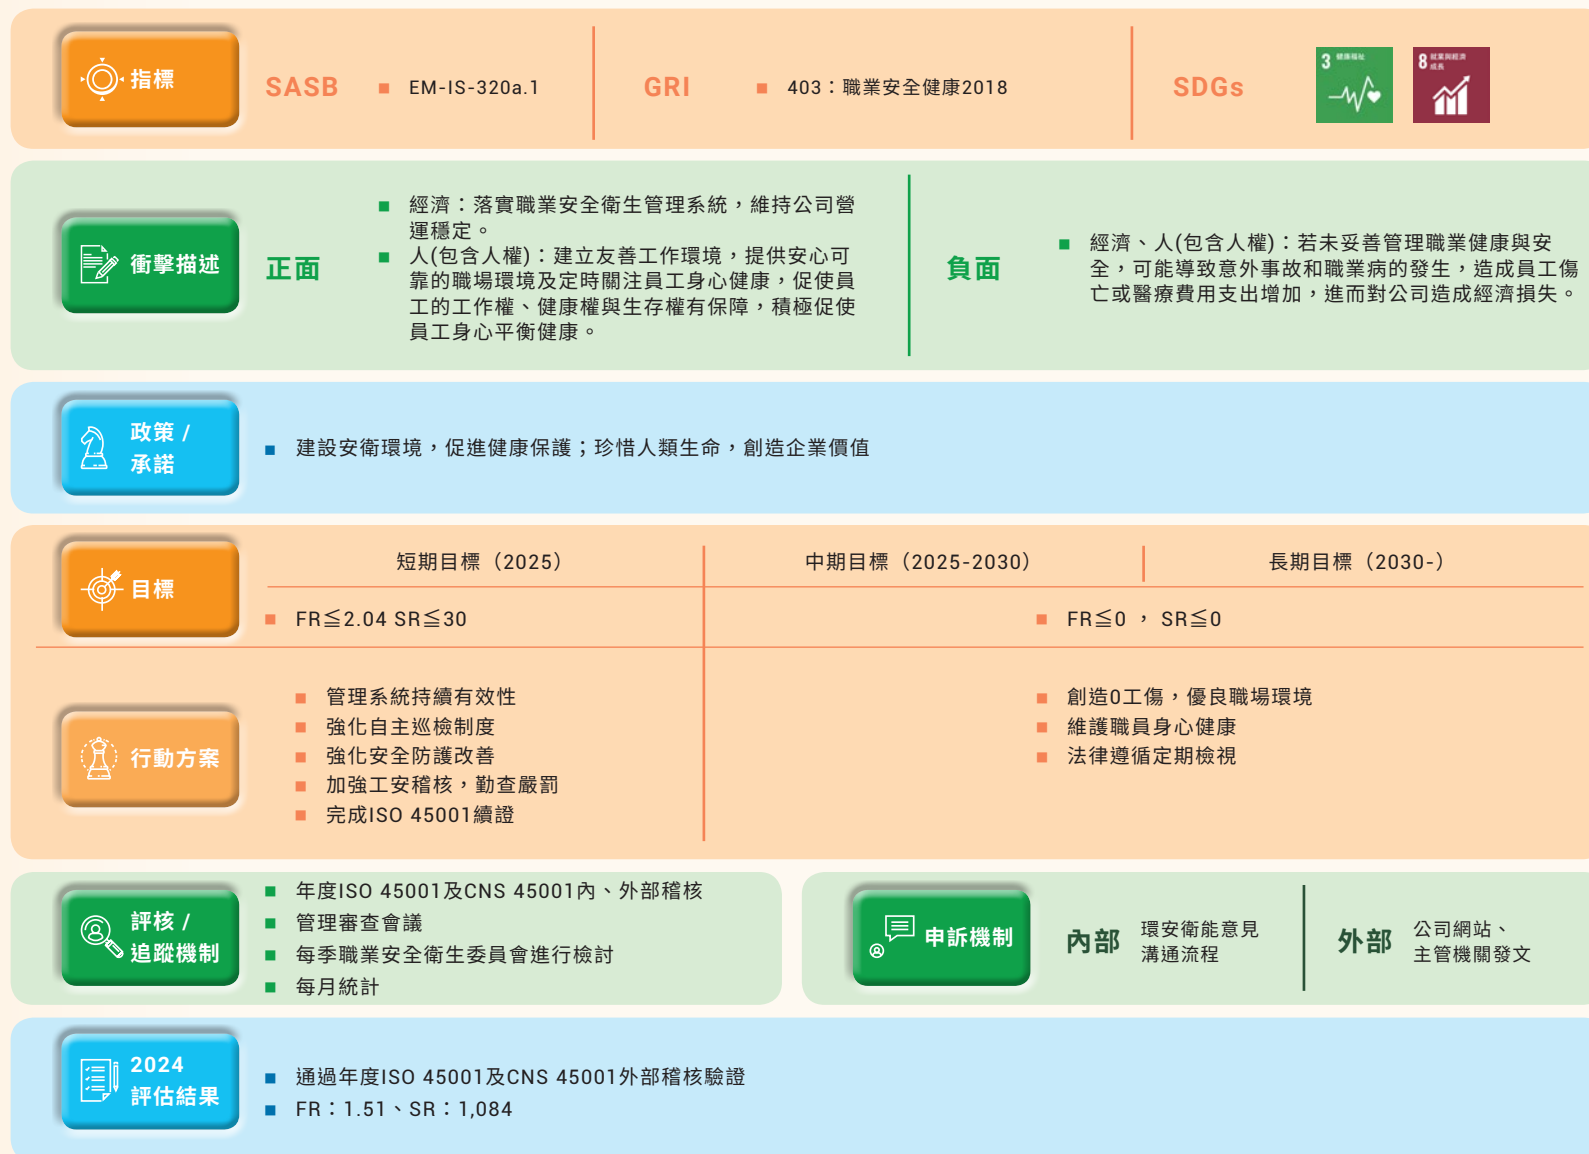 指標
SASB
■ EM-IS-320a.1
GRI
■ 403：職業安全健康2018
SDGs
3 健康福祉
8 就業與經濟
成長
衝擊描述
正面
■ 經濟：落實職業安全衛生管理系統，維持公司營
運穩定。
■ 人(包含人權)：建立友善工作環境，提供安心可
靠的職場環境及定時關注員工身心健康，促使員
工的工作權、健康權與生存權有保障，積極促使
員工身心平衡健康。
負面
■ 經濟、人(包含人權)：若未妥善管理職業健康與安
全，可能導致意外事故和職業病的發生，造成員工傷
亡或醫療費用支出增加，進而對公司造成經濟損失。
政策 /
承諾
■ 建設安衛環境，促進健康保護；珍惜人類生命，創造企業價值
目標
短期目標（2025）
中期目標（2025-2030）
長期目標（2030-）
■ FR≦2.04 SR≦30
■ FR≦0 ， SR≦0
行動方案
■ 管理系統持續有效性
■ 強化自主巡檢制度
■ 強化安全防護改善
■ 加強工安稽核，勤查嚴罰
■ 完成ISO 45001續證
■ 創造0工傷，優良職場環境
■ 維護職員身心健康
■ 法律遵循定期檢視
評核 /
追蹤機制
■ 年度ISO 45001及CNS 45001內、外部稽核
■ 管理審查會議
■ 每季職業安全衛生委員會進行檢討
■ 每月統計
申訴機制
內部
環安衛能意見
溝通流程
外部
公司網站、
主管機關發文
2024
評估結果
■ 通過年度ISO 45001及CNS 45001外部稽核驗證
■ FR：1.51、SR：1,084